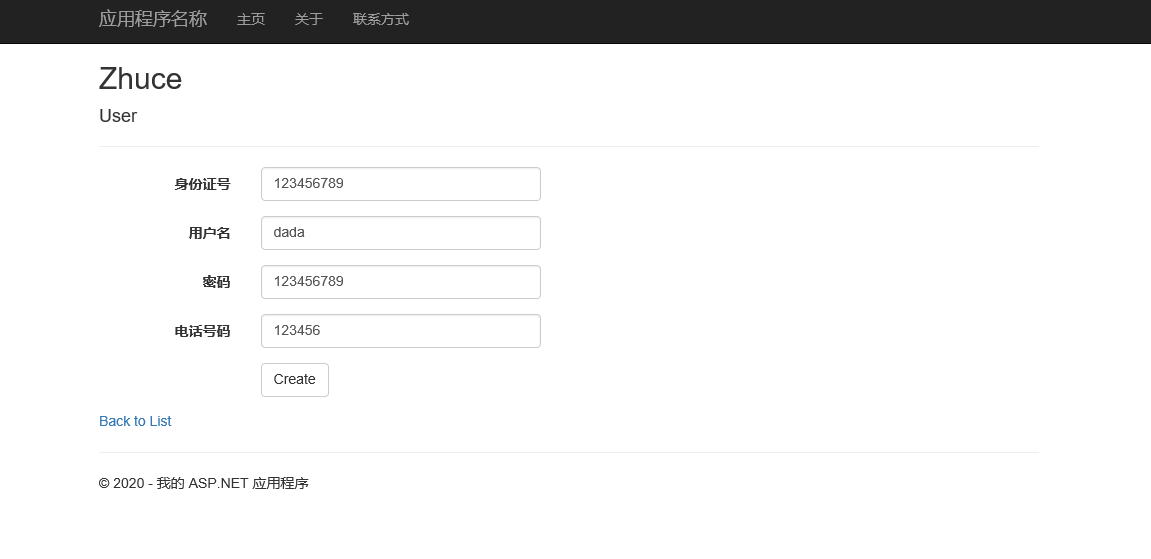 应用程序名称 主页 关于 联系方式
Zhuce
User
身份证号 123456789
用户名 dada
密码 123456789
电话号码 123456
Create
Back to List
© 2020 - 我的 ASP.NET 应用程序